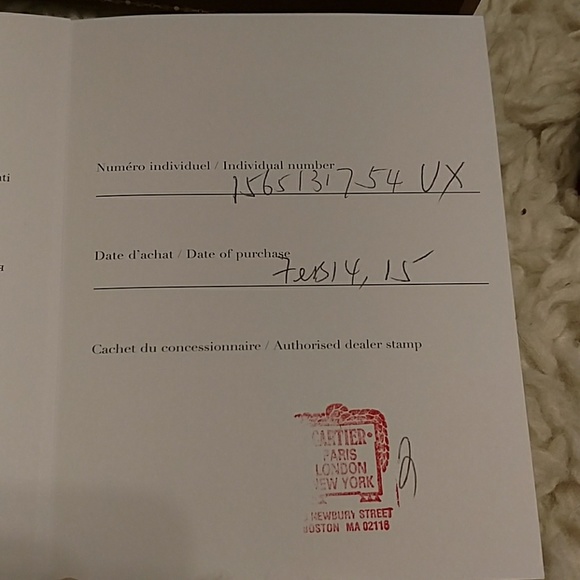 Numéro individuel / Individual number
1565131754 UX
Date d'achat / Date of purchase
Feb 14, 15
Cachet du concessionnaire / Authorised dealer stamp
CARTIER
PARIS
LONDON
NEW YORK
NEWBURY STREET
BOSTON MA 02116